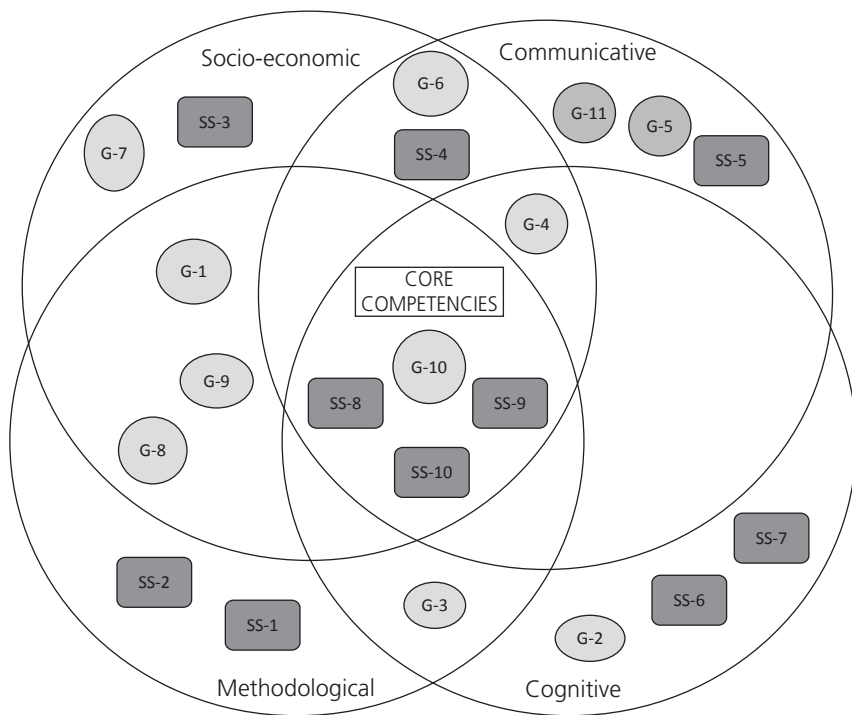 Socio-economic
Communicative
G-6
G-11
G-5
SS-3
SS-4
G-7
SS-5
G-4
G-1
CORE
COMPETENCIES
G-10
G-9
SS-8
SS-9
G-8
SS-10
SS-7
SS-2
SS-6
G-3
SS-1
G-2
Methodological
Cognitive